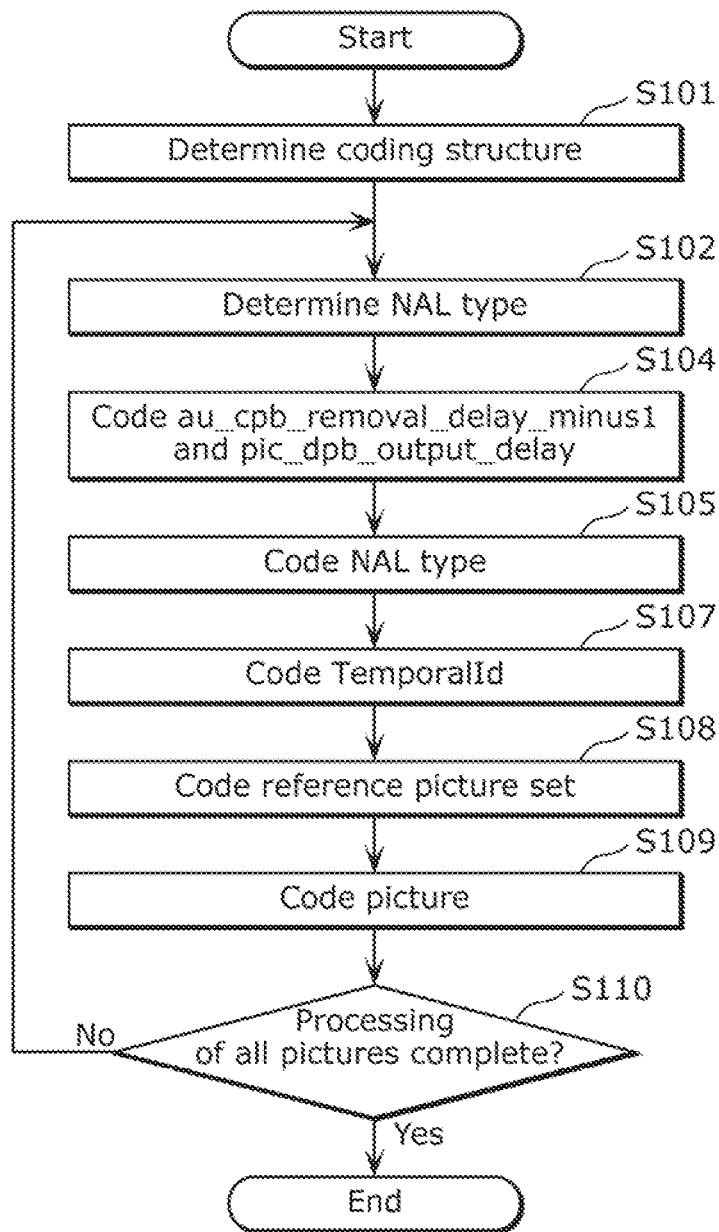 Start
S101
Determine coding structure
S102
Determine NAL type
S104
Code au_cpb_removal_delay_minus1
and pic_dpb_output_delay
S105
Code NAL type
S107
Code TemporalId
S108
Code reference picture set
S109
Code picture
S110
Processing
of all pictures complete?
No
Yes
End